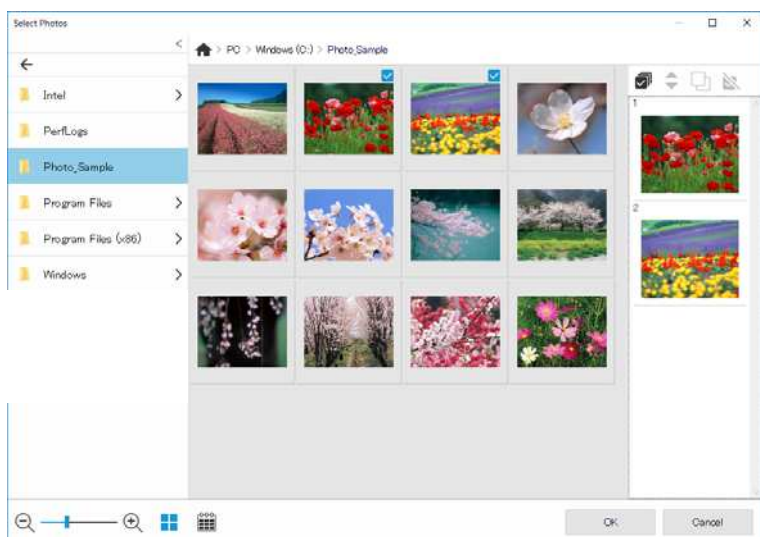 Select Photos
<
PC > Windows (C:) > Photo_Sample
Intel >
PerfLogs
Photo_Sample
Program Files >
Program Files (x86) >
Windows >
1
2
OK
Cancel